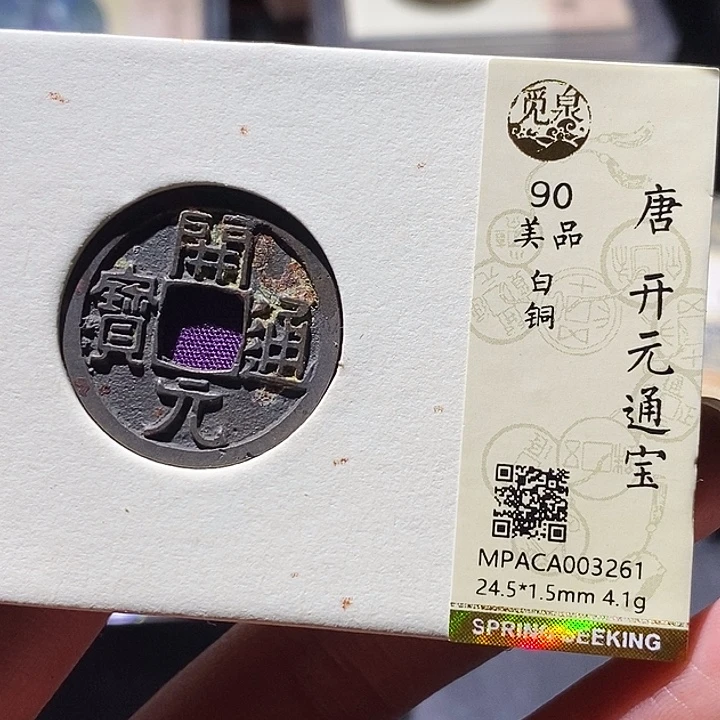 開
通
元
寶
觅泉
90
美品
白
铜
唐 开元通宝
MPACA003261
24.5*1.5mm 4.1g
SPRING SEEKING